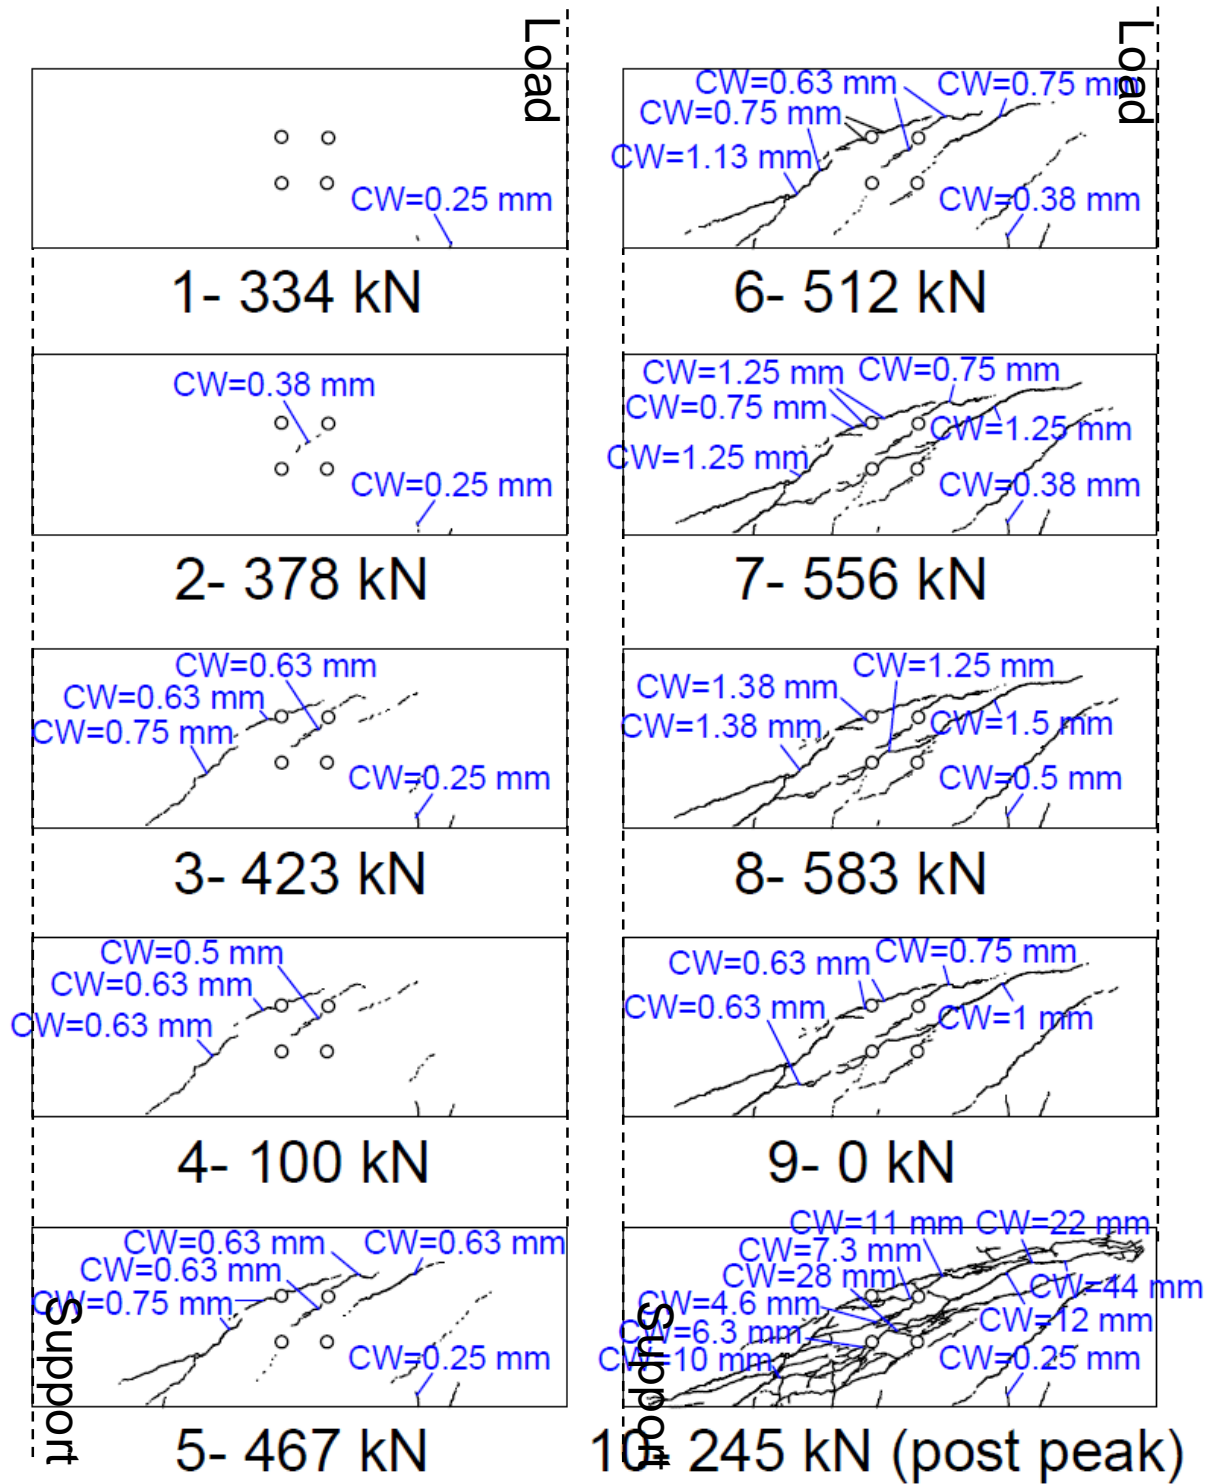 Load
CW=0.25 mm
1- 334 kN
CW=0.38 mm
CW=0.25 mm
2- 378 kN
CW=0.63 mm
CW=0.63 mm
CW=0.75 mm
CW=0.25 mm
3- 423 kN
CW=0.5 mm
CW=0.63 mm
CW=0.63 mm
4- 100 kN
CW=0.63 mm
CW=0.63 mm
CW=0.63 mm
CW=0.75 mm
CW=0.25 mm
Support
5- 467 kN
Load
CW=0.63 mm
CW=0.75 mm
CW=0.75 mm
CW=1.13 mm
CW=0.38 mm
6- 512 kN
CW=1.25 mm
CW=0.75 mm
CW=0.75 mm
CW=1.25 mm
CW=1.25 mm
CW=0.38 mm
7- 556 kN
CW=1.25 mm
CW=1.38 mm
CW=1.38 mm
CW=1.5 mm
CW=0.5 mm
8- 583 kN
CW=0.75 mm
CW=0.63 mm
CW=0.63 mm
CW=1 mm
9- 0 kN
CW=11 mm
CW=22 mm
CW=7.3 mm
CW=28 mm
CW=44 mm
CW=4.6 mm
CW=12 mm
CW=6.3 mm
CW=10 mm
CW=0.25 mm
Support
10- 245 kN (post peak)